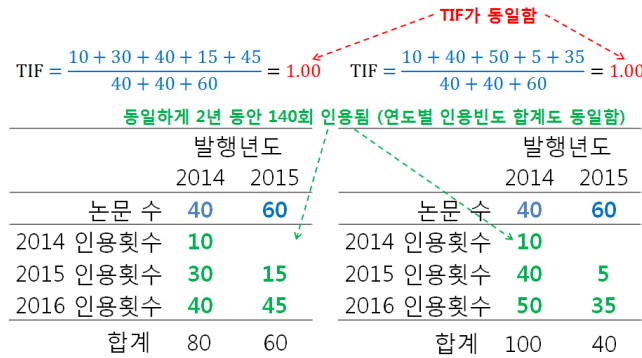 TIF가 동일함
TIF = 10 + 30 + 40 + 15 + 45 / 40 + 40 + 60 = 1.00
TIF = 10 + 40 + 50 + 5 + 35 / 40 + 40 + 60 = 1.00
동일하게 2년 동안 140회 인용됨 (연도별 인용빈도 합계도 동일함)
발행년도
2014 2015
논문 수 40 60
2014 인용횟수 10
2015 인용횟수 30 15
2016 인용횟수 40 45
합계 80 60
발행년도
2014 2015
논문 수 40 60
2014 인용횟수 10
2015 인용횟수 40 5
2016 인용횟수 50 35
합계 100 40